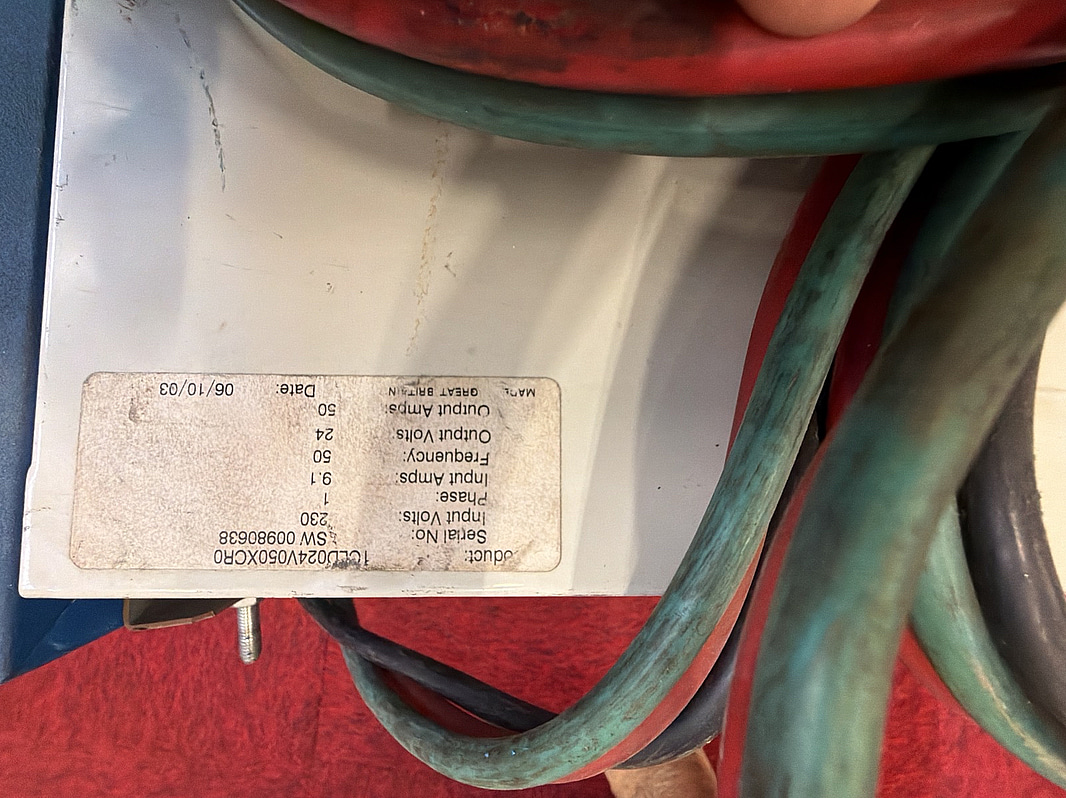 oduct: 1CLD024V050XCR0
Serial No: SW 00980638
Input Volts: 230
Phase: 1
Input Amps: 9.1
Frequency: 50
Output Volts: 24
Output Amps: 50
MADE GREAT BRITAIN Date: 06/10/03